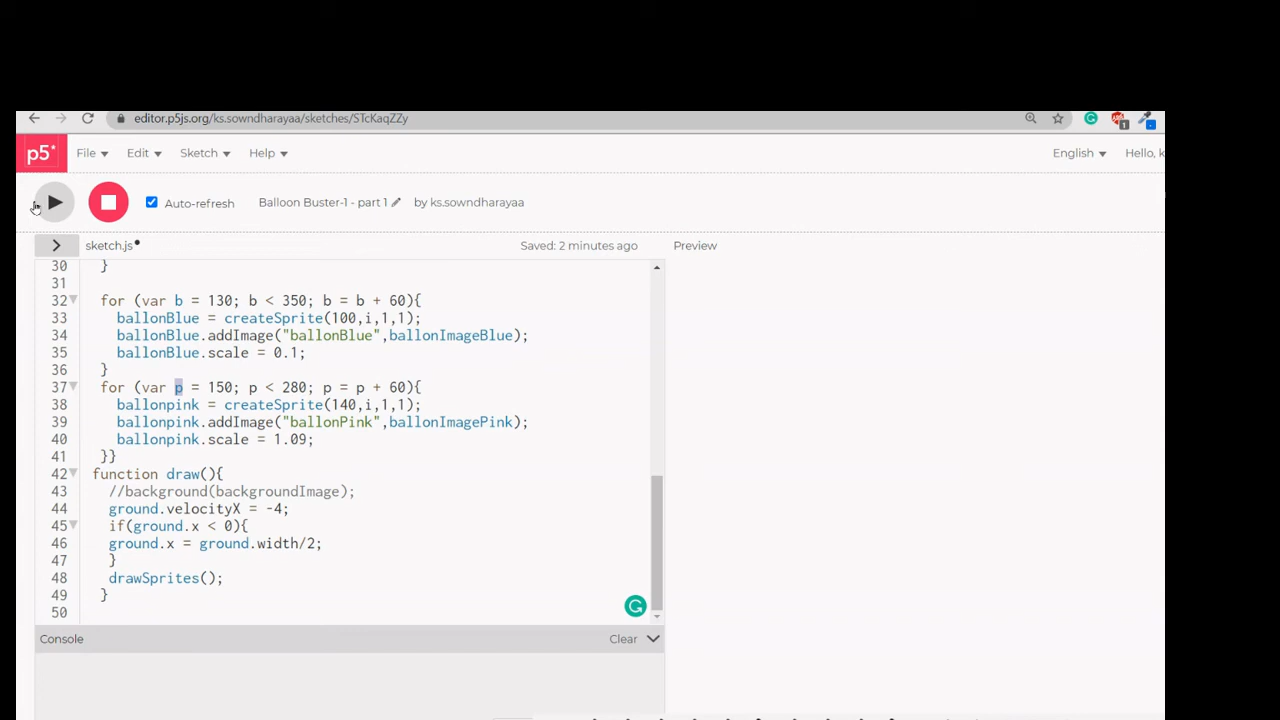 editor.p5js.org/ks.sowndharayaa/sketches/STcKaqZZy
p5* File Edit Sketch Help English Hello, k
Auto-refresh Balloon Buster-1 - part 1 by ks.sowndharayaa
sketch.js Saved: 2 minutes ago Preview
30 }
31
32 for (var b = 130; b < 350; b = b + 60){
33 ballonBlue = createSprite(100,i,1,1);
34 ballonBlue.addImage("ballonBlue",ballonImageBlue);
35 ballonBlue.scale = 0.1;
36 }
37 for (var p = 150; p < 280; p = p + 60){
38 ballonpink = createSprite(140,i,1,1);
39 ballonpink.addImage("ballonPink",ballonImagePink);
40 ballonpink.scale = 1.09;
41 }}
42 function draw(){
43 //background(backgroundImage);
44 ground.velocityX = -4;
45 if(ground.x < 0){
46 ground.x = ground.width/2;
47 }
48 drawSprites();
49 }
50
Console Clear